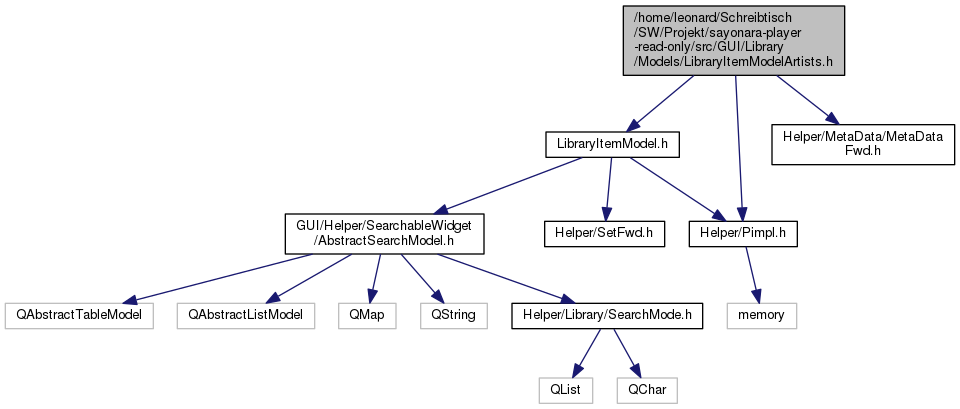 /home/leonard/Schreibtisch
/SW/Projekt/sayonara-player
-read-only/src/GUI/Library
/Models/LibraryItemModelArtists.h
LibraryItemModel.h
Helper/MetaData/MetaData
Fwd.h
GUI/Helper/SearchableWidget
/AbstractSearchModel.h
Helper/SetFwd.h
Helper/Pimpl.h
QAbstractTableModel
QAbstractListModel
QMap
QString
Helper/Library/SearchMode.h
memory
QList
QChar